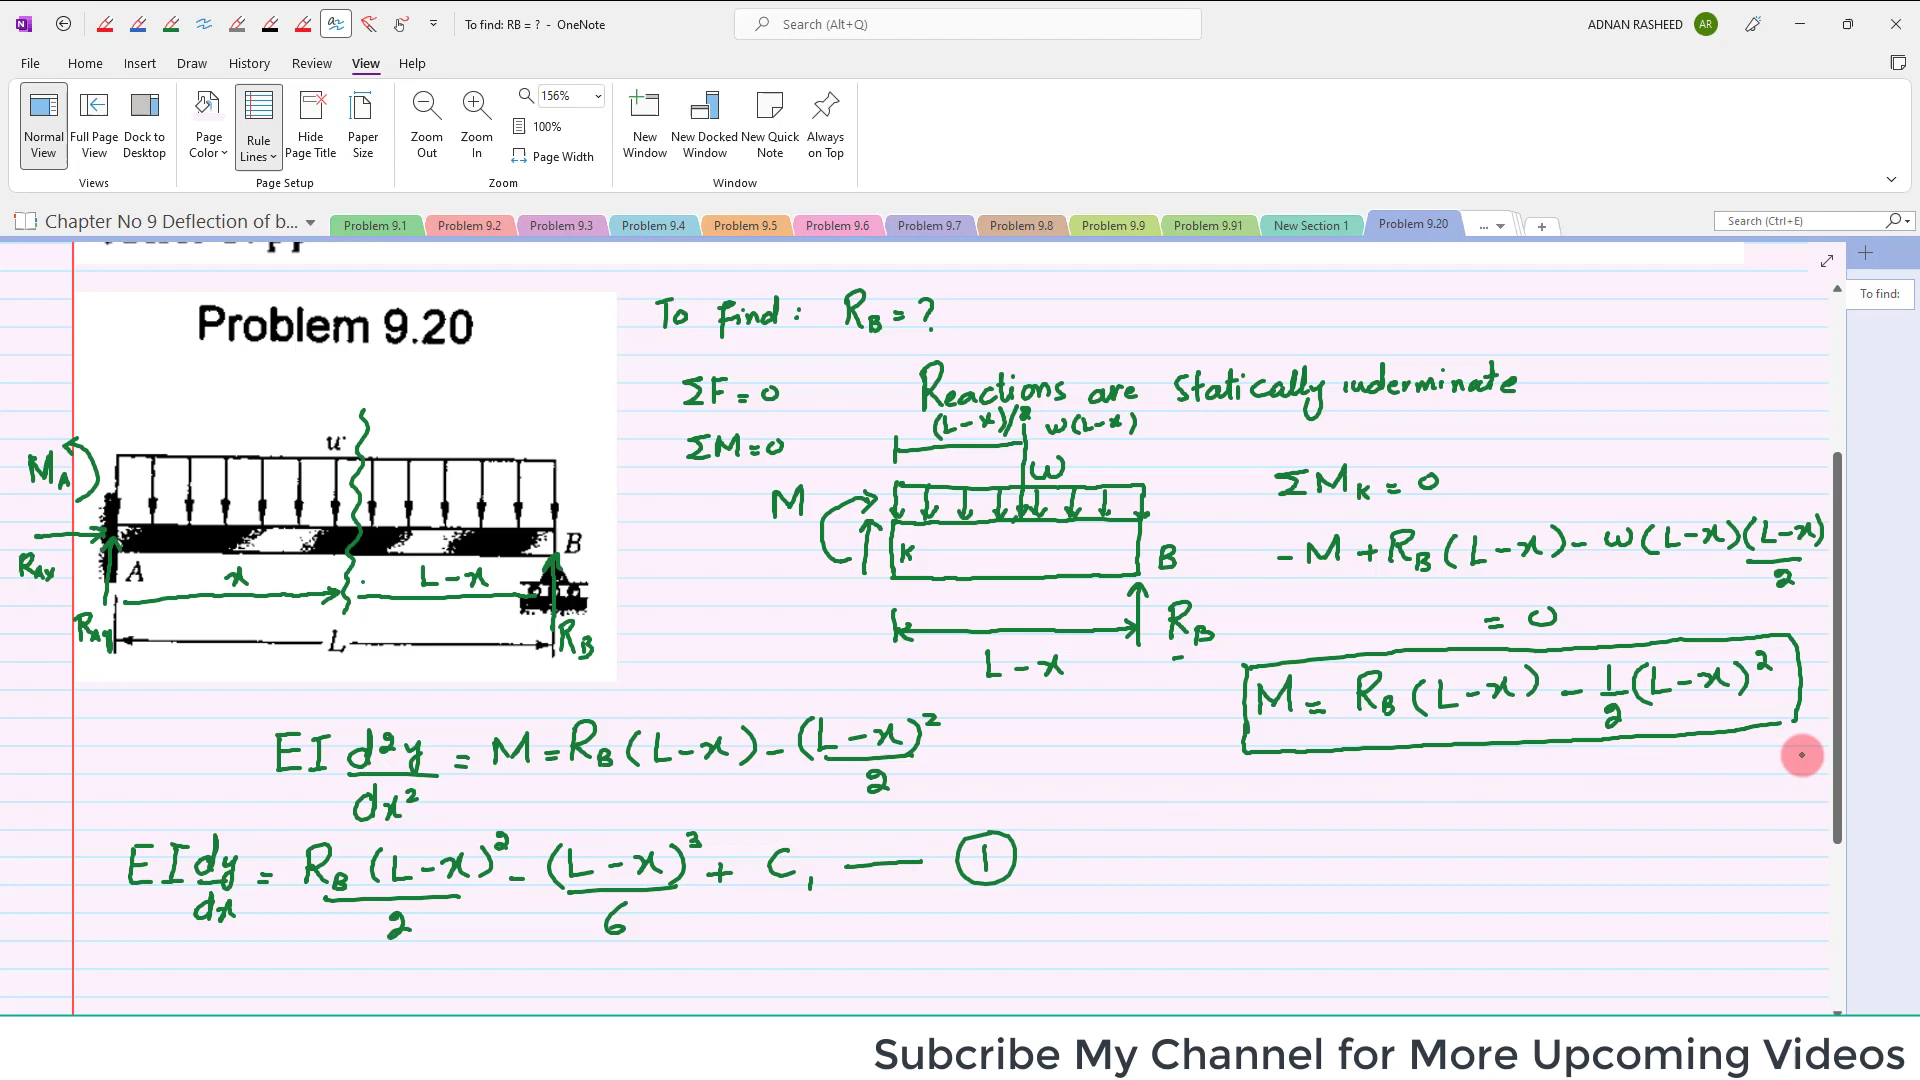 To find: RB = ? - OneNote
Search (Alt+Q)
ADNAN RASHEED AR
File Home Insert Draw History Review View Help
Normal View
Full Page View
Dock to Desktop
Views
Page Color
Rule Lines
Hide Page Title
Paper Size
Page Setup
Zoom Out
Zoom In
156%
100%
Page Width
Zoom
New Window
New Docked Window
New Quick Note
Always on Top
Window
Chapter No 9 Deflection of b...
Problem 9.1 Problem 9.2 Problem 9.3 Problem 9.4 Problem 9.5 Problem 9.6 Problem 9.7 Problem 9.8 Problem 9.9 Problem 9.91 New Section 1 Problem 9.20 ...
Search (Ctrl+E)
To find:
Problem 9.20
w
M_A
R_Ax
R_Ay
A
x
L-x
B
R_B
L
To find: R_B = ?
ΣF = 0
ΣM = 0
Reactions are Statically inderminate
(L-x)/2 w(L-x)
W
M
K
B
R_B
L-x
ΣM_K = 0
-M + R_B (L-x) - w(L-x)(L-x)/2
= 0
M = R_B (L-x) - 1/2 (L-x)²
EI d²y/dx² = M = R_B (L-x) - (L-x)²/2
EI dy/dx = R_B (L-x)²/2 - (L-x)³/6 + C₁ — 1
Subcribe My Channel for More Upcoming Videos